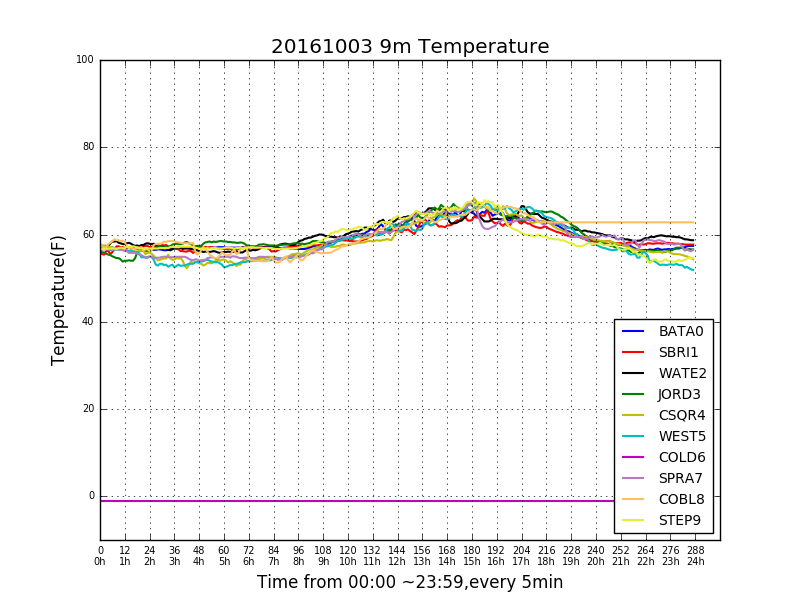 20161003 9m Temperature
Temperature(F)
100
80
60
40
20
0
BATA0
SBRI1
WATE2
JORD3
CSQR4
WEST5
COLD6
SPRA7
COBL8
STEP9
0 12 24 36 48 60 72 84 96 108 120 132 144 156 168 180 192 204 216 228 240 252 264 276 288
0h 1h 2h 3h 4h 5h 6h 7h 8h 9h 10h 11h 12h 13h 14h 15h 16h 17h 18h 19h 20h 21h 22h 23h 24h
Time from 00:00 ~23:59,every 5min